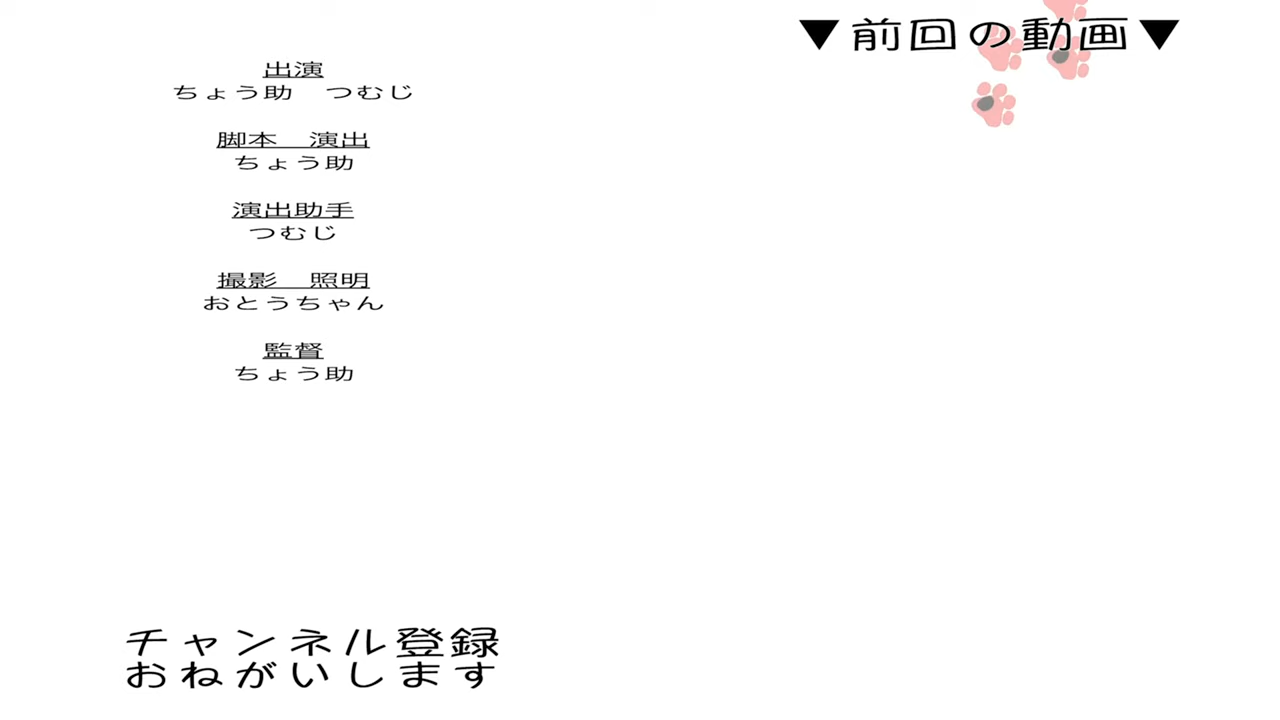 ▼前回の動画▼
出演
ちょう助　つむじ
脚本　演出
ちょう助
演出助手
つむじ
撮影　照明
おとうちゃん
監督
ちょう助
チャンネル登録
おねがいします